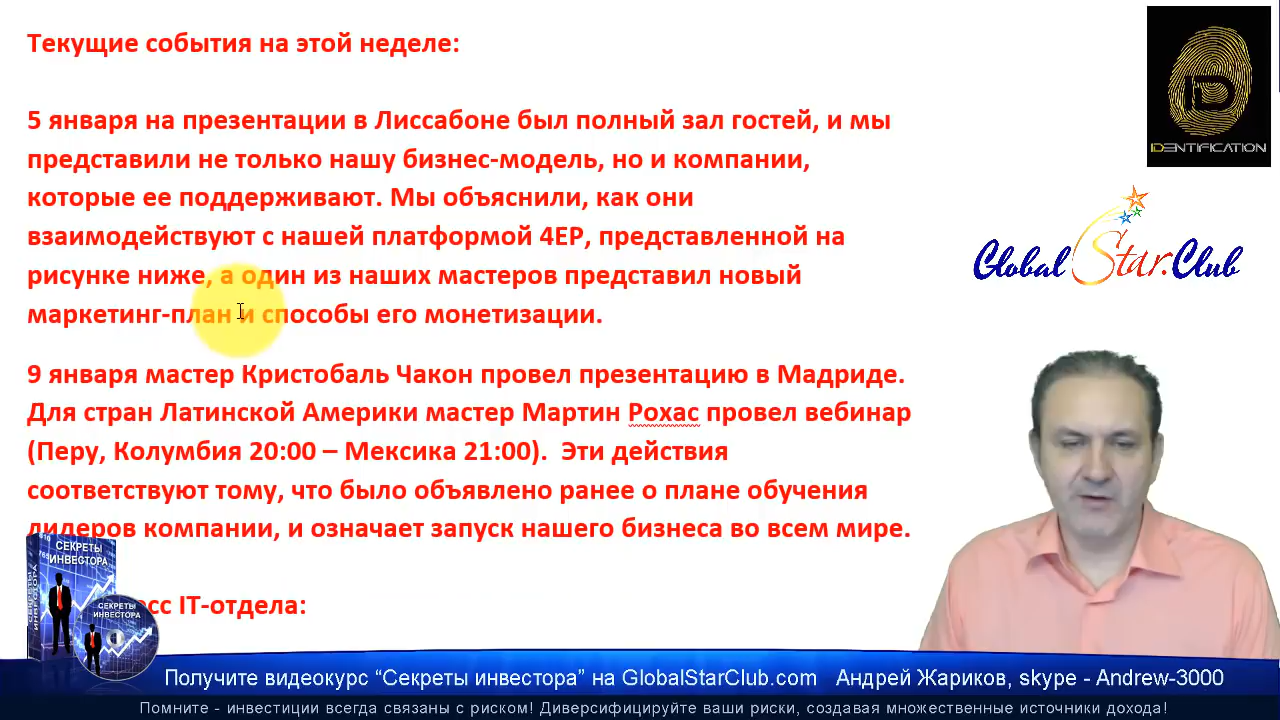 Текущие события на этой неделе:
5 января на презентации в Лиссабоне был полный зал гостей, и мы
представили не только нашу бизнес-модель, но и компании,
которые ее поддерживают. Мы объяснили, как они
взаимодействуют с нашей платформой 4EP, представленной на
рисунке ниже, а один из наших мастеров представил новый
маркетинг-план и способы его монетизации.
9 января мастер Кристобаль Чакон провел презентацию в Мадриде.
Для стран Латинской Америки мастер Мартин Рохас провел вебинар
(Перу, Колумбия 20:00 – Мексика 21:00).  Эти действия
соответствуют тому, что было объявлено ранее о плане обучения
лидеров компании, и означает запуск нашего бизнеса во всем мире.
осс IT-отдела:
ID
IDENTIFICATION
Global Star.Club
СЕКРЕТЫ
ИНВЕСТОРА
СЕКРЕТЫ ИНВЕСТОРА
СЕКРЕТЫ
ИНВЕСТОРА
Получите видеокурс “Секреты инвестора” на GlobalStarClub.com   Андрей Жариков, skype - Andrew-3000
Помните - инвестиции всегда связаны с риском! Диверсифицируйте ваши риски, создавая множественные источники дохода!